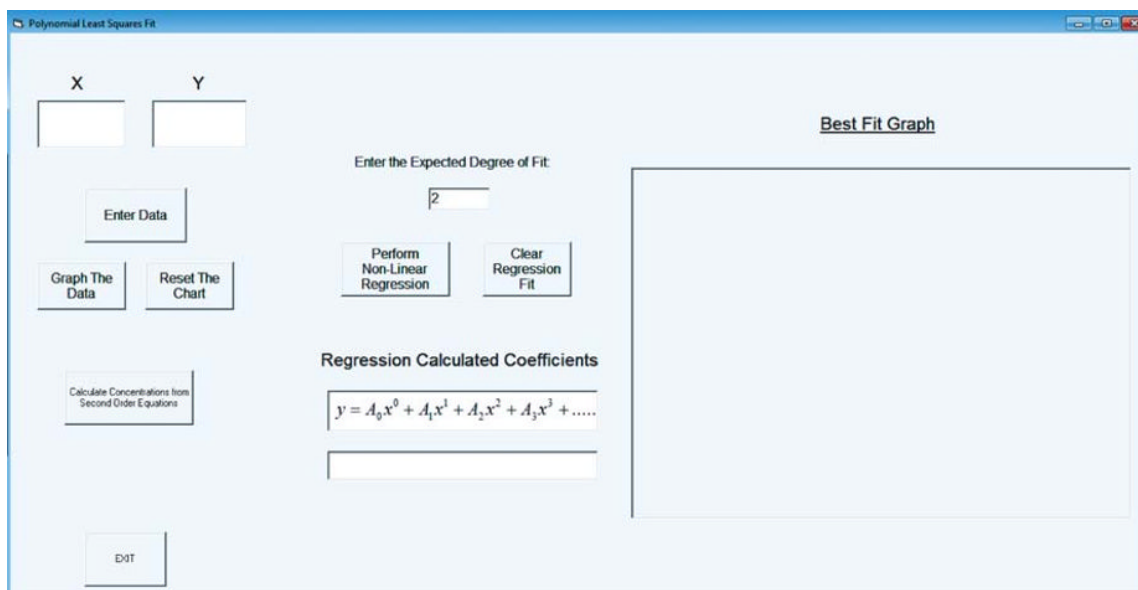 Polynomial Least Squares Fit
X Y
Best Fit Graph
Enter the Expected Degree of Fit:
2
Enter Data
Perform
Non-Linear
Regression
Clear
Regression
Fit
Graph The
Data
Reset The
Chart
Regression Calculated Coefficients
Calculate Concentrations from
Second Order Equations
y = A₀x⁰ + A₁x¹ + A₂x² + A₃x³ + .....
EXIT